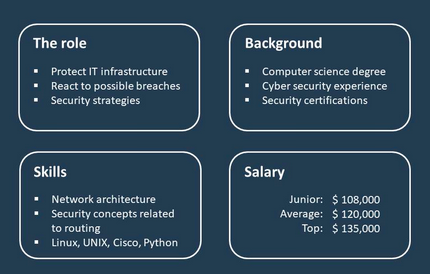 The role
▪ Protect IT infrastructure
▪ React to possible breaches
▪ Security strategies
Background
▪ Computer science degree
▪ Cyber security experience
▪ Security certifications
Skills
▪ Network architecture
▪ Security concepts related
to routing
▪ Linux, UNIX, Cisco, Python
Salary
Junior: $ 108,000
Average: $ 120,000
Top: $ 135,000